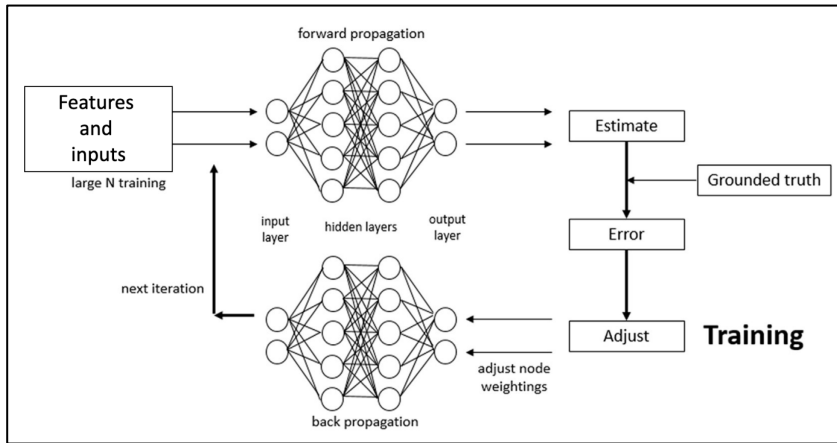 forward propagation
Features
and
inputs
large N training
Estimate
Grounded truth
input
layer
hidden layers
output
layer
Error
next iteration
Adjust
Training
adjust node
weightings
back propagation